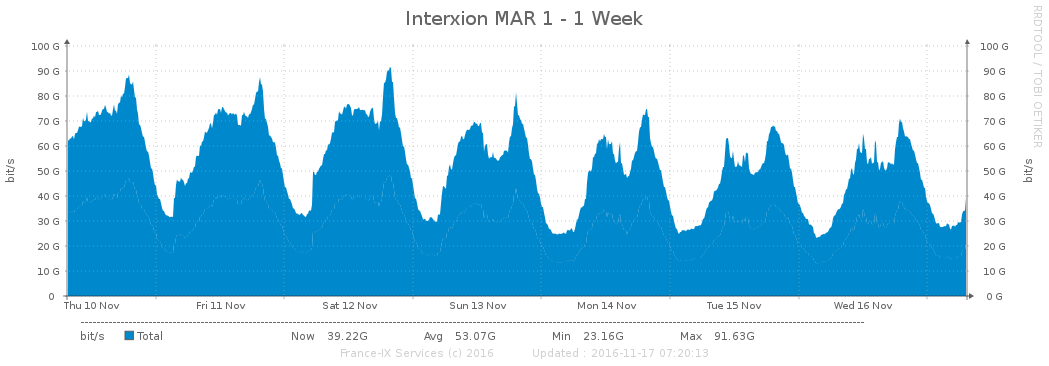 Interxion MAR 1 - 1 Week
RRDTOOL / TOBI OETIKER
100 G 100 G
90 G 90 G
80 G 80 G
70 G 70 G
60 G 60 G
50 G 50 G
40 G 40 G
30 G 30 G
20 G 20 G
10 G 10 G
0 0 G
bit/s bit/s
Thu 10 Nov Fri 11 Nov Sat 12 Nov Sun 13 Nov Mon 14 Nov Tue 15 Nov Wed 16 Nov
bit/s Total Now 39.22G Avg 53.07G Min 23.16G Max 91.63G
France-IX Services (c) 2016 Updated : 2016-11-17 07:20:13